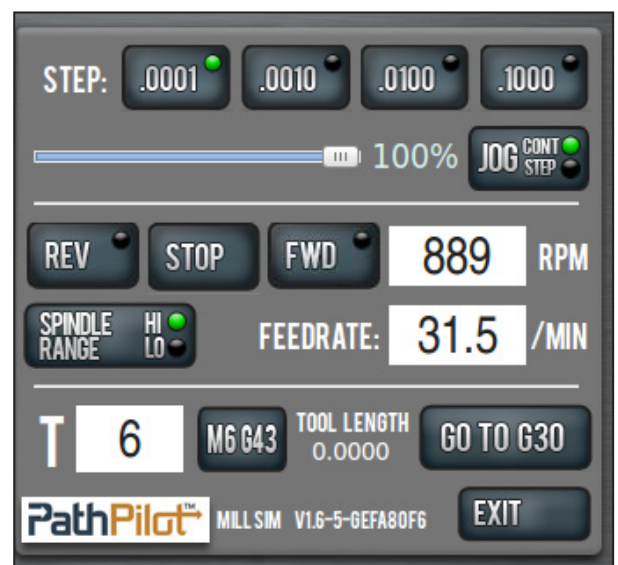 STEP: .0001 .0010 .0100 .1000
100% JOG CONT STEP
REV STOP FWD 889 RPM
SPINDLE RANGE HI LO FEEDRATE: 31.5 /MIN
T 6 M6 G43 TOOL LENGTH 0.0000 GO TO G30
PathPilot™ MILL SIM V1.6-5-GEFA80F6 EXIT